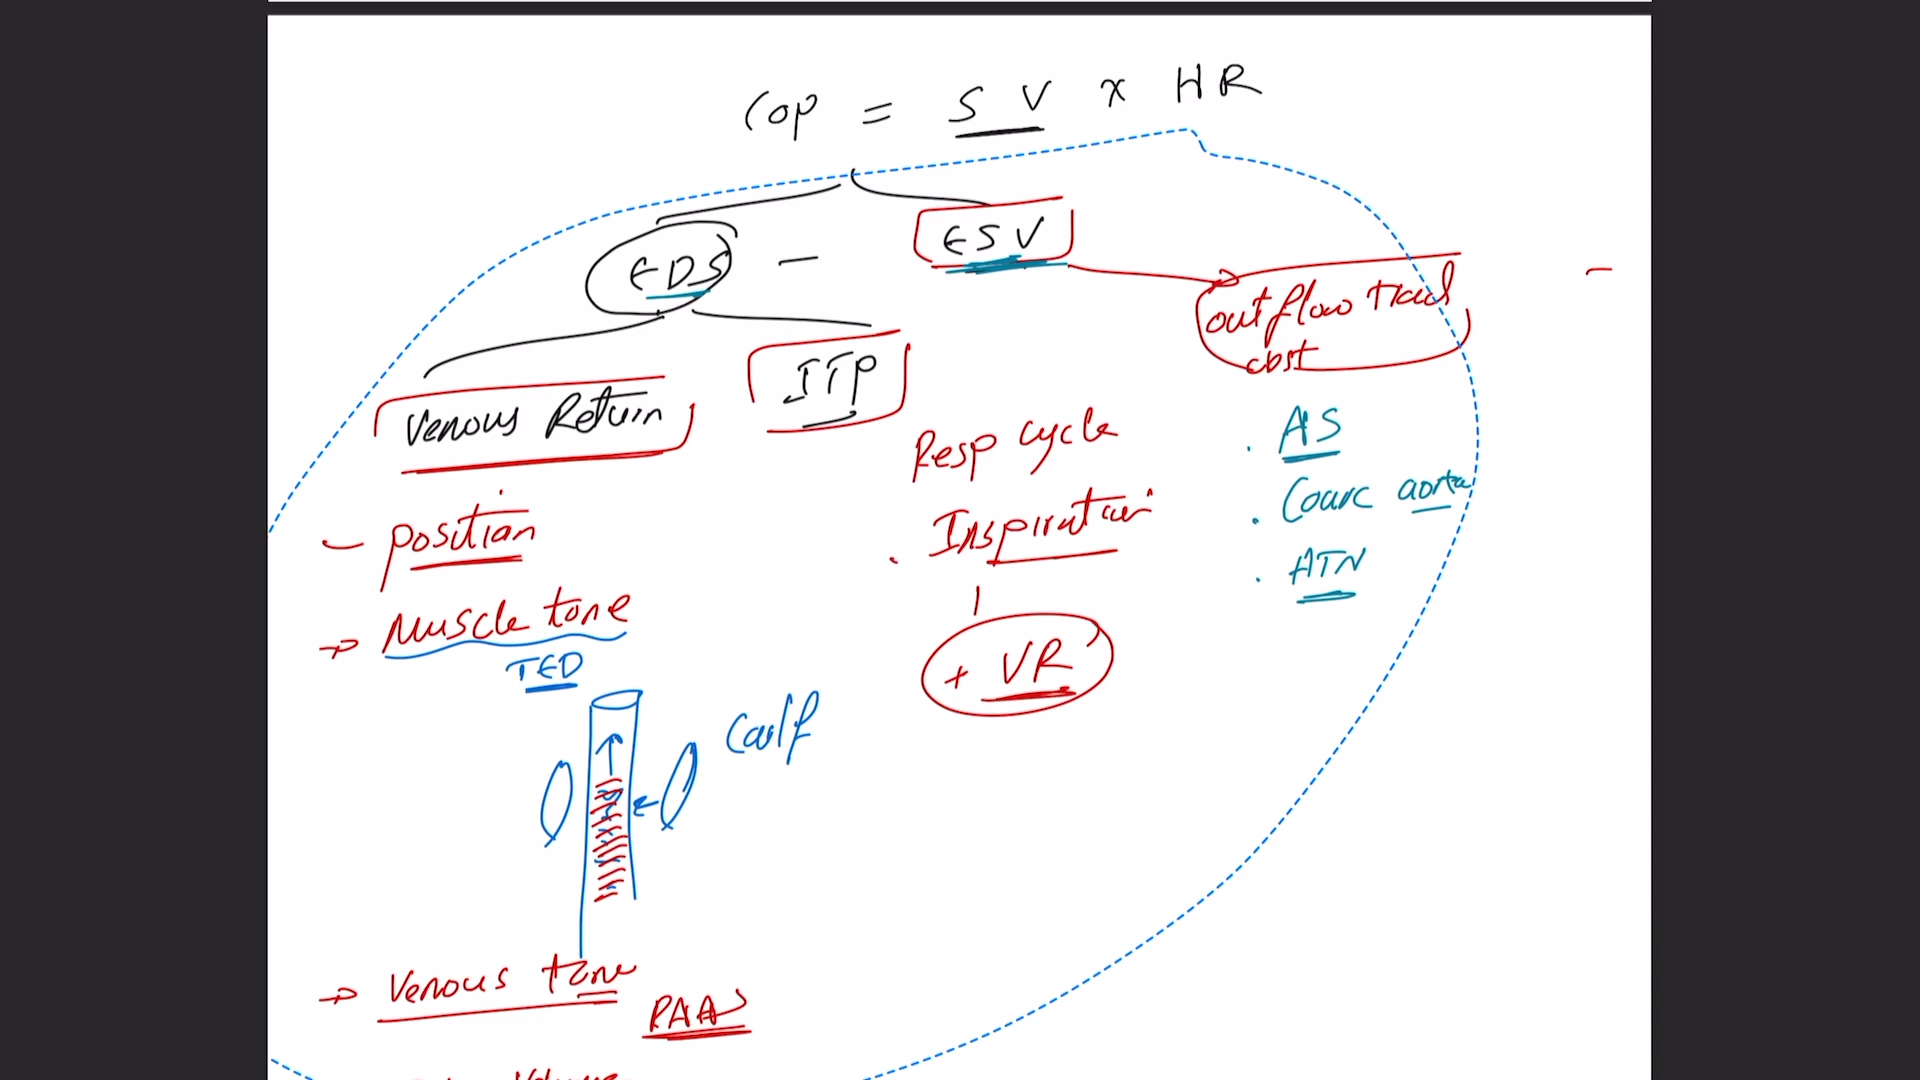 Cop = SV x HR
EDS - ESV
outflow tract
obst
Venous Return
ITP
- position
→ Muscle tone
TED
Calf
→ Venous tone
RAAS
Resp cycle
. Inspiration
+ VR
. AS
. Coarc aorta
. HTN